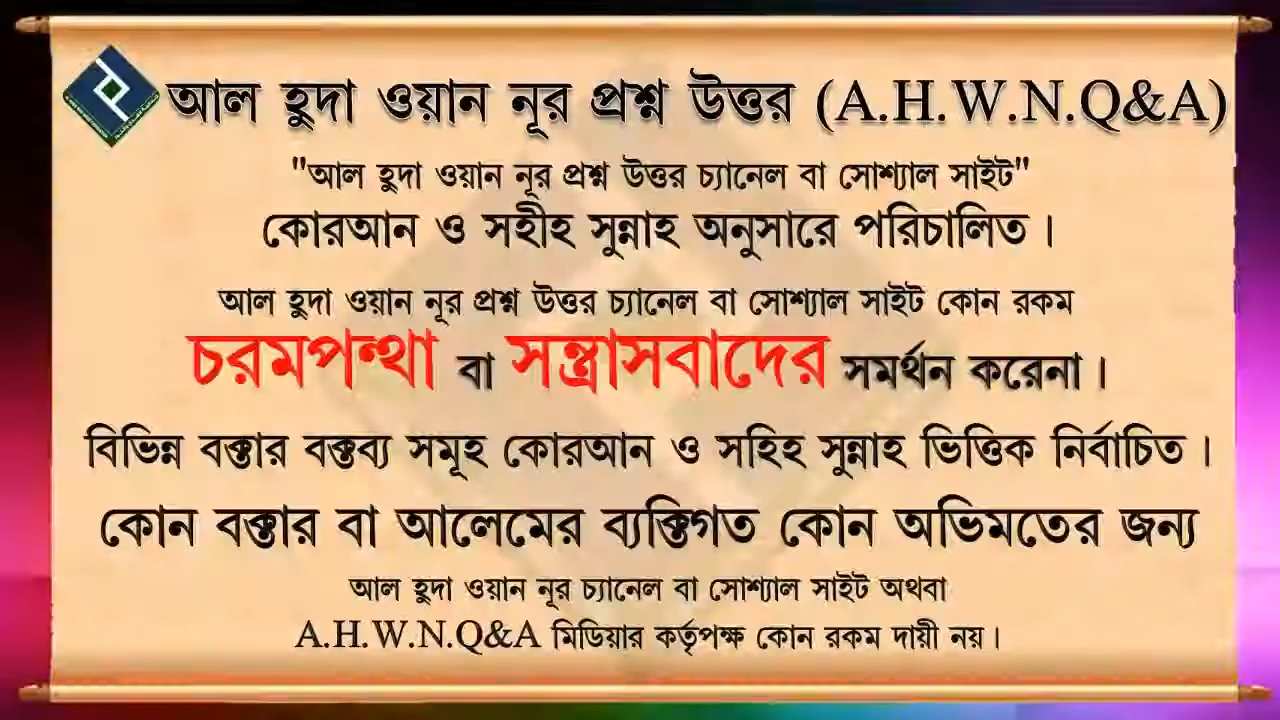 আল হুদা ওয়ান নূর প্রশ্ন উত্তর (A.H.W.N.Q&A)
"আল হুদা ওয়ান নূর প্রশ্ন উত্তর চ্যানেল বা সোশ্যাল সাইট"
কোরআন ও সহীহ সুন্নাহ অনুসারে পরিচালিত।
আল হুদা ওয়ান নূর প্রশ্ন উত্তর চ্যানেল বা সোশ্যাল সাইট কোন রকম
চরমপন্থা বা সন্ত্রাসবাদের সমর্থন করেনা।
বিভিন্ন বক্তার বক্তব্য সমূহ কোরআন ও সহিহ সুন্নাহ ভিত্তিক নির্বাচিত।
কোন বক্তার বা আলেমের ব্যক্তিগত কোন অভিমতের জন্য
আল হুদা ওয়ান নূর চ্যানেল বা সোশ্যাল সাইট অথবা
A.H.W.N.Q&A মিডিয়ার কর্তৃপক্ষ কোন রকম দায়ী নয়।